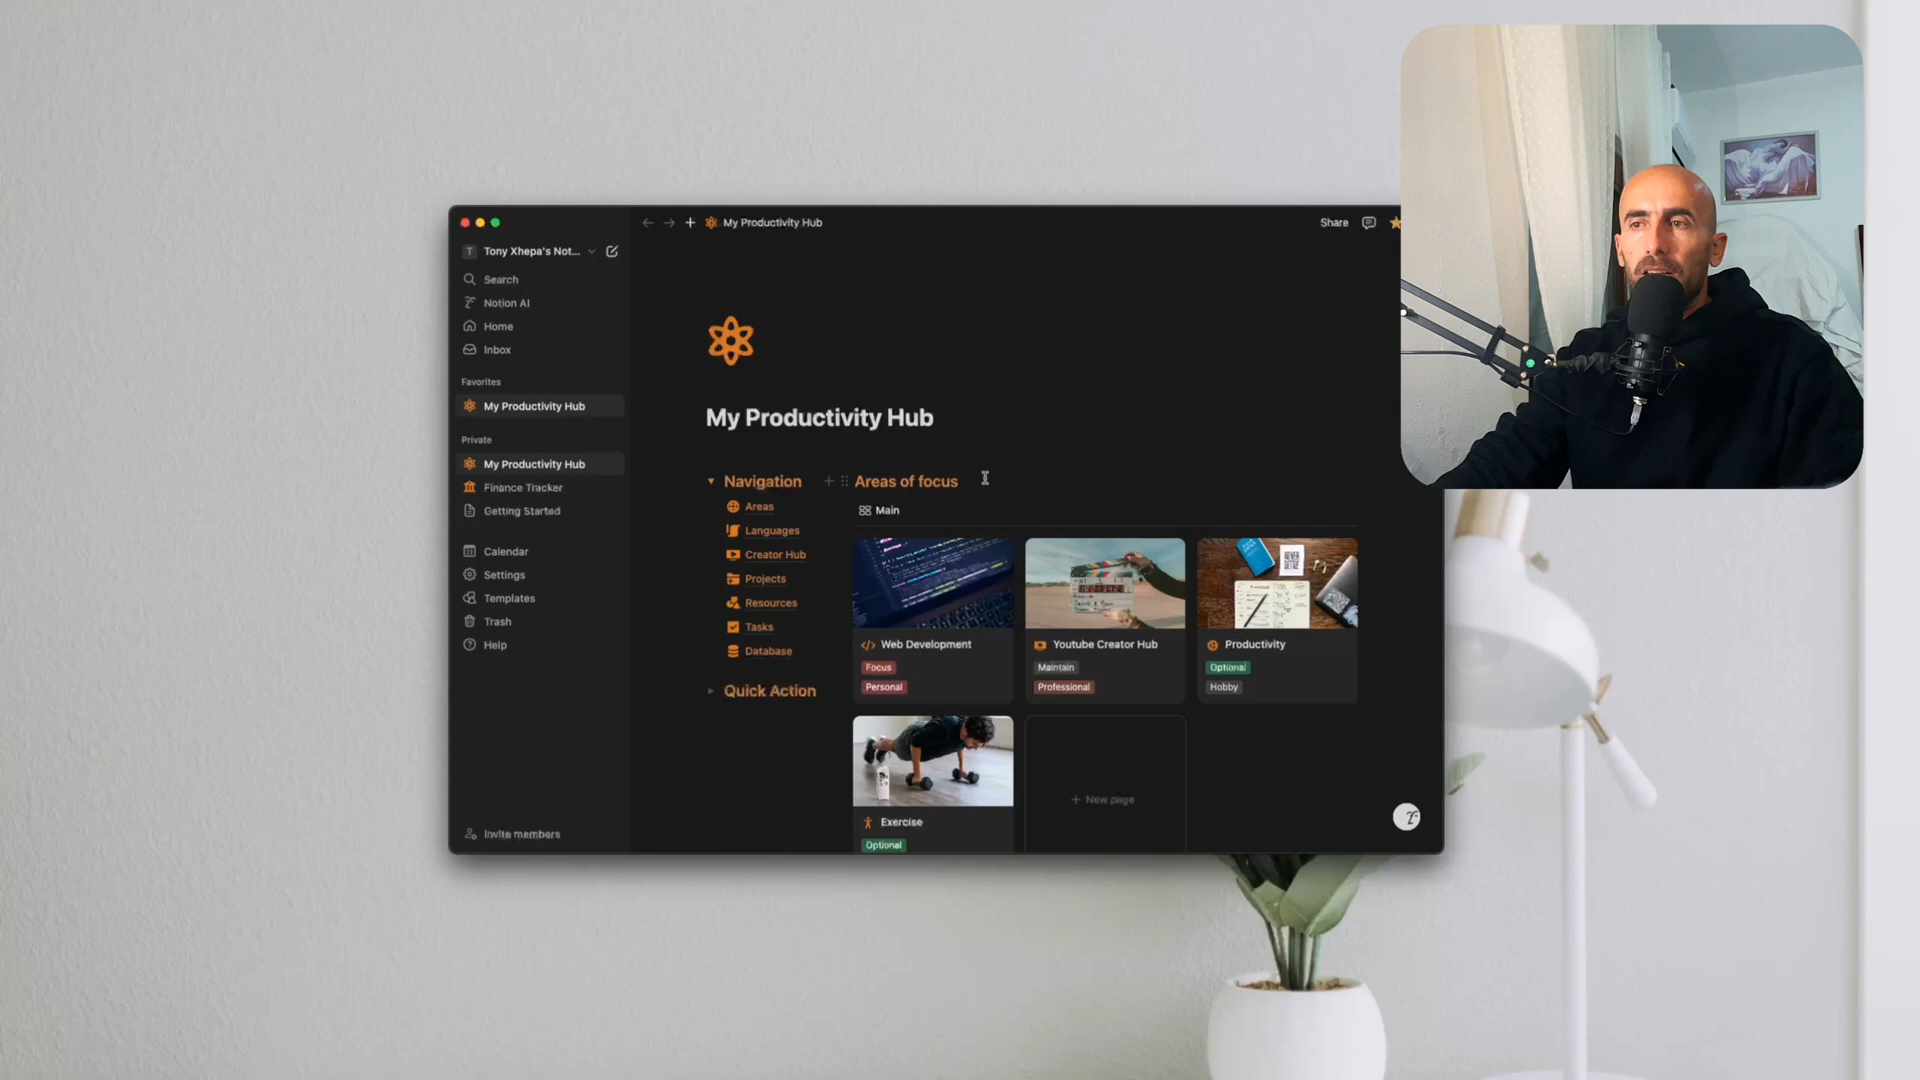 My Productivity Hub
Share
Tony Xhepa's Not...
Search
Notion AI
Home
Inbox
Favorites
My Productivity Hub
Private
My Productivity Hub
Finance Tracker
Getting Started
Calendar
Settings
Templates
Trash
Help
Invite members
My Productivity Hub
Navigation
Areas
Languages
Creator Hub
Projects
Resources
Tasks
Database
Quick Action
Areas of focus
Main
Web Development
Focus
Personal
Youtube Creator Hub
Maintain
Professional
Productivity
Optional
Hobby
Exercise
Optional
+ New page